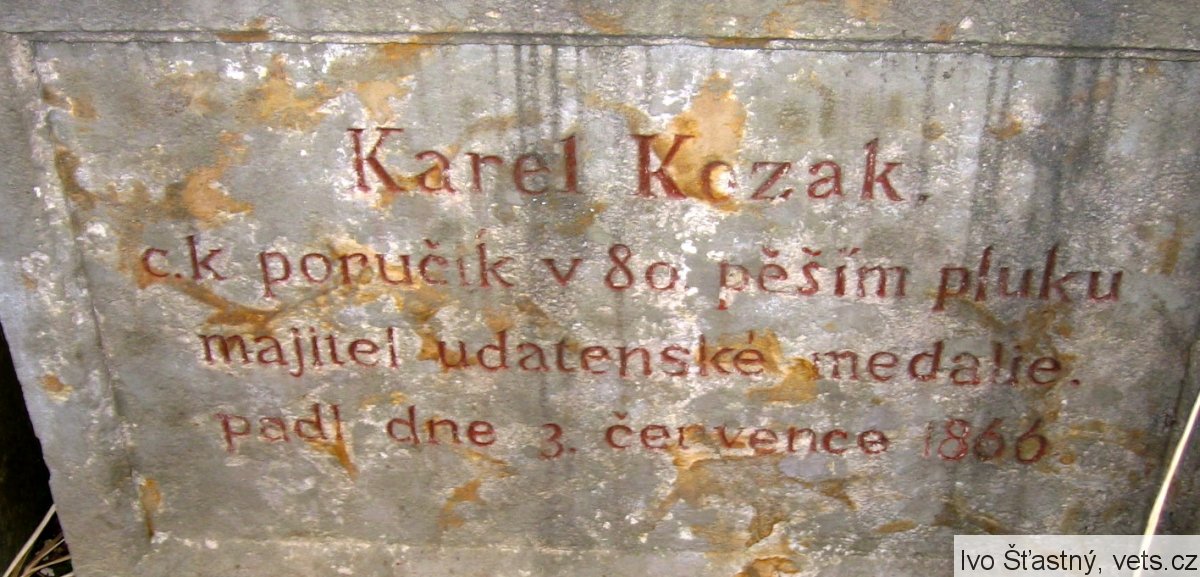 Karel Kozak.
c.k poručík v 80. pěším pluku
majitel udatenské medalie.
padl dne 3. července 1866
Ivo Šťastný, vets.cz